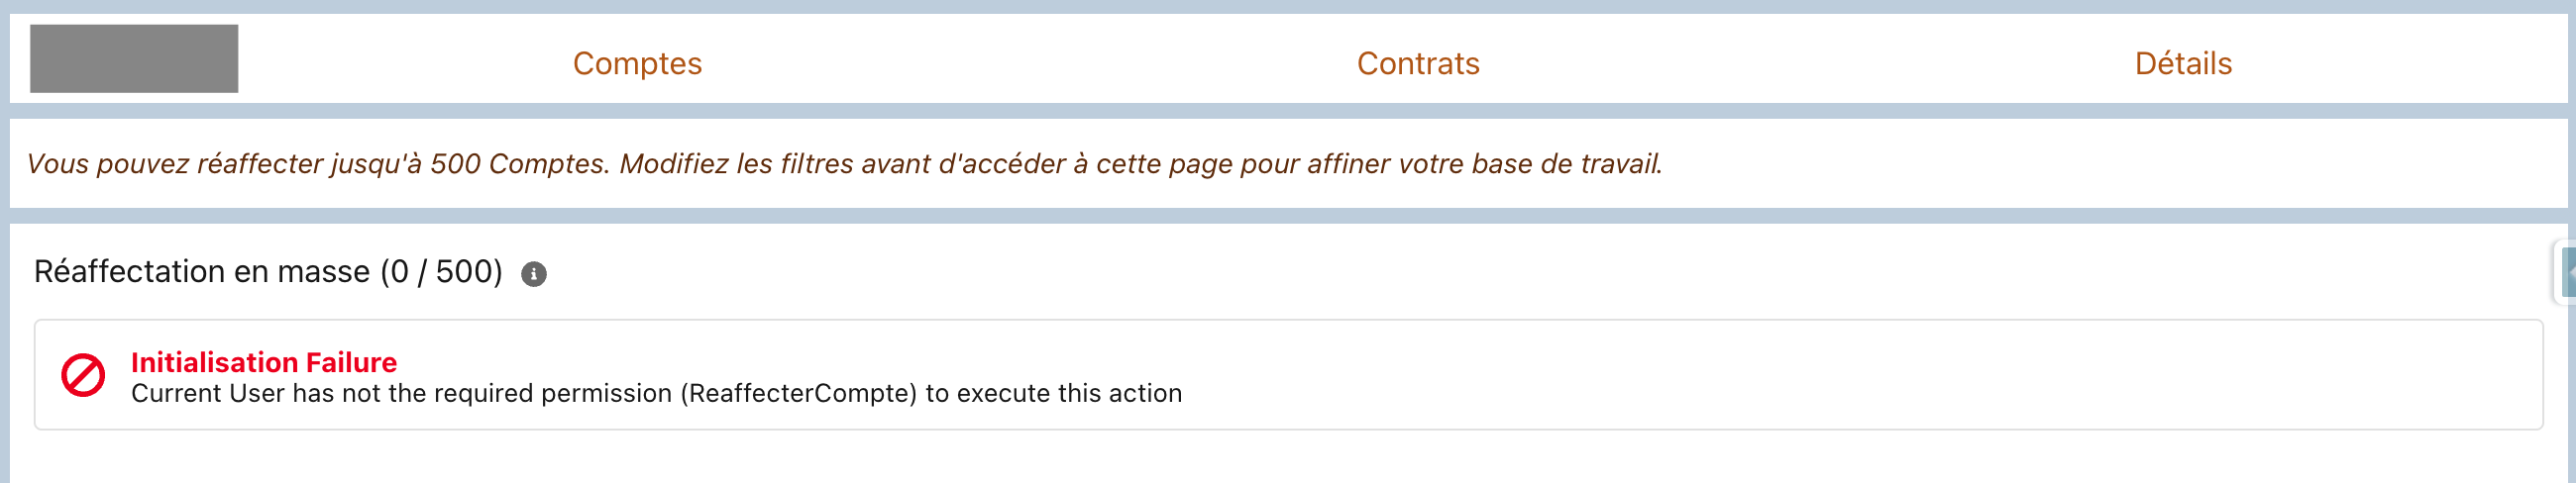 Comptes Contrats Détails
Vous pouvez réaffecter jusqu'à 500 Comptes. Modifiez les filtres avant d'accéder à cette page pour affiner votre base de travail.
Réaffectation en masse (0 / 500)
Initialisation Failure
Current User has not the required permission (ReaffecterCompte) to execute this action